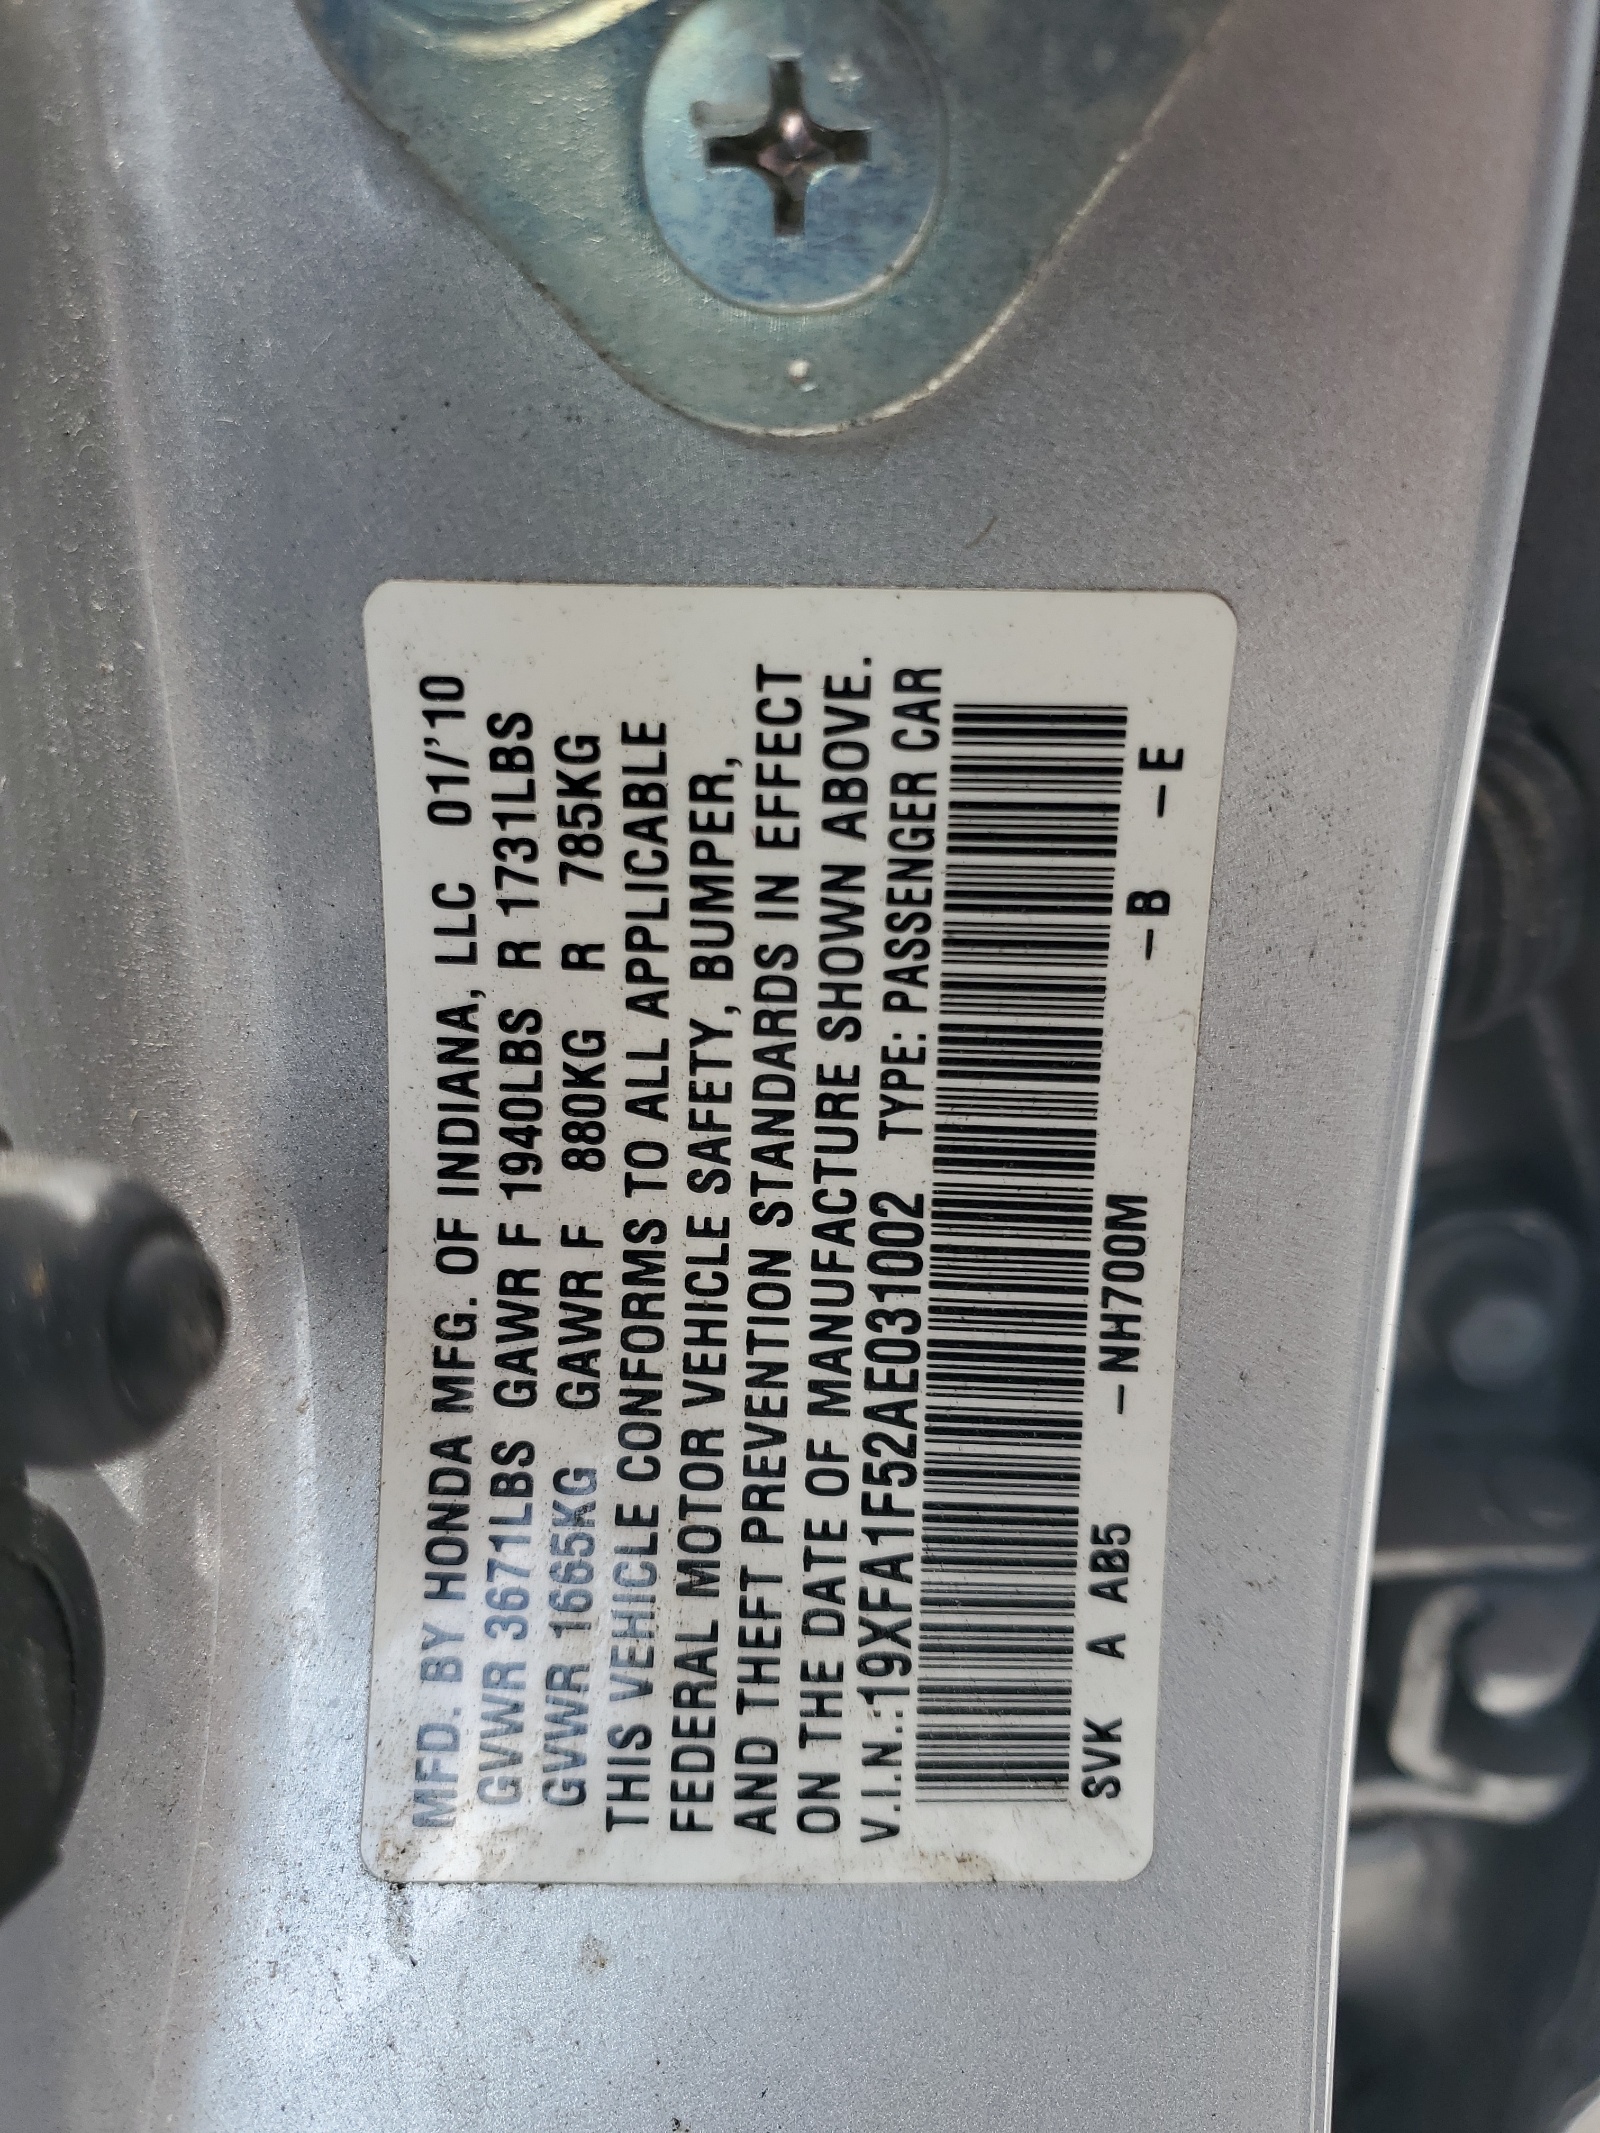 MFD. BY HONDA MFG. OF INDIANA, LLC 01/'10
GVWR 3671LBS GAWR F 1940LBS R 1731LBS
GVWR 1665KG GAWR F 880KG R 785KG
THIS VEHICLE CONFORMS TO ALL APPLICABLE
FEDERAL MOTOR VEHICLE SAFETY, BUMPER,
AND THEFT PREVENTION STANDARDS IN EFFECT
ON THE DATE OF MANUFACTURE SHOWN ABOVE.
V.I.N.:19XFA1F52AE031002 TYPE: PASSENGER CAR
SVK A AB5 –NH700M –B –E